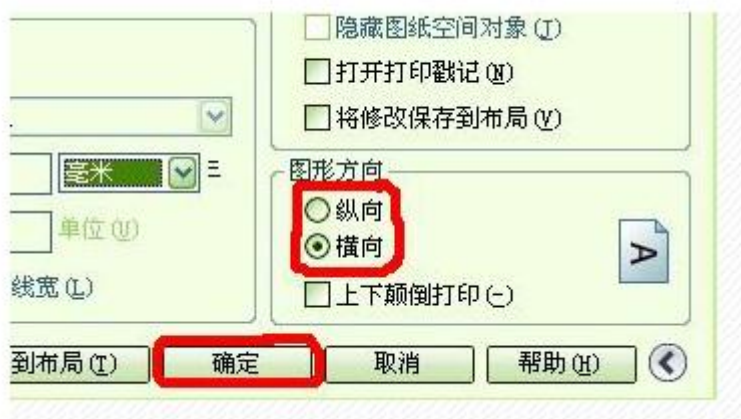 隐藏图纸空间对象(J)
打开打印戳记(N)
将修改保存到布局(V)
毫米
单位(U)
线宽(L)
图形方向
纵向
横向
A
上下颠倒打印(-)
到布局(T)
确定
取消
帮助(H)